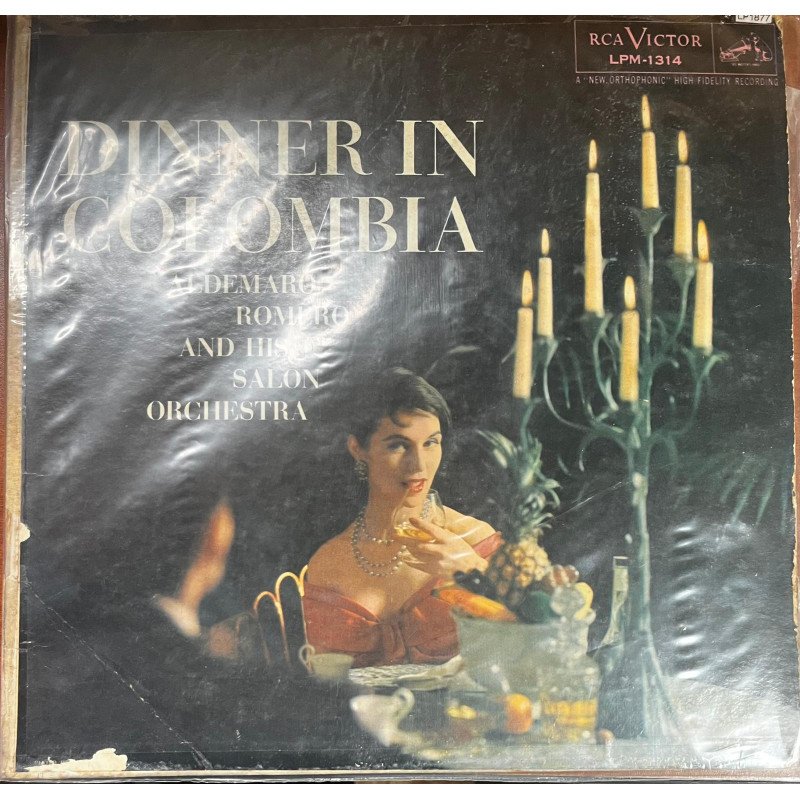 LP1877
RCA VICTOR
LPM-1314
A "NEW ORTHOPHONIC" HIGH FIDELITY RECORDING
DINNER IN
COLOMBIA
ALDEMARO
ROMERO
AND HIS
SALON
ORCHESTRA